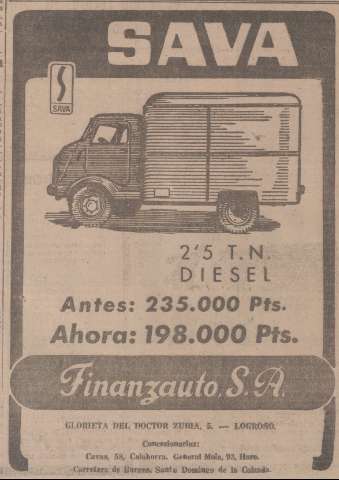 SAVA
S
SAVA
2'5 T.N.
DIESEL
Antes: 235.000 Pts.
Ahora: 198.000 Pts.
Finanzauto, S. A.
GLORIETA DEL DOCTOR ZUBIA, 5. — LOGROÑO.
Concesionarios:
Cavas, 58, Calahorra. General Mola, 93, Haro.
Carretera de Burgos, Santo Domingo de la Calzada.